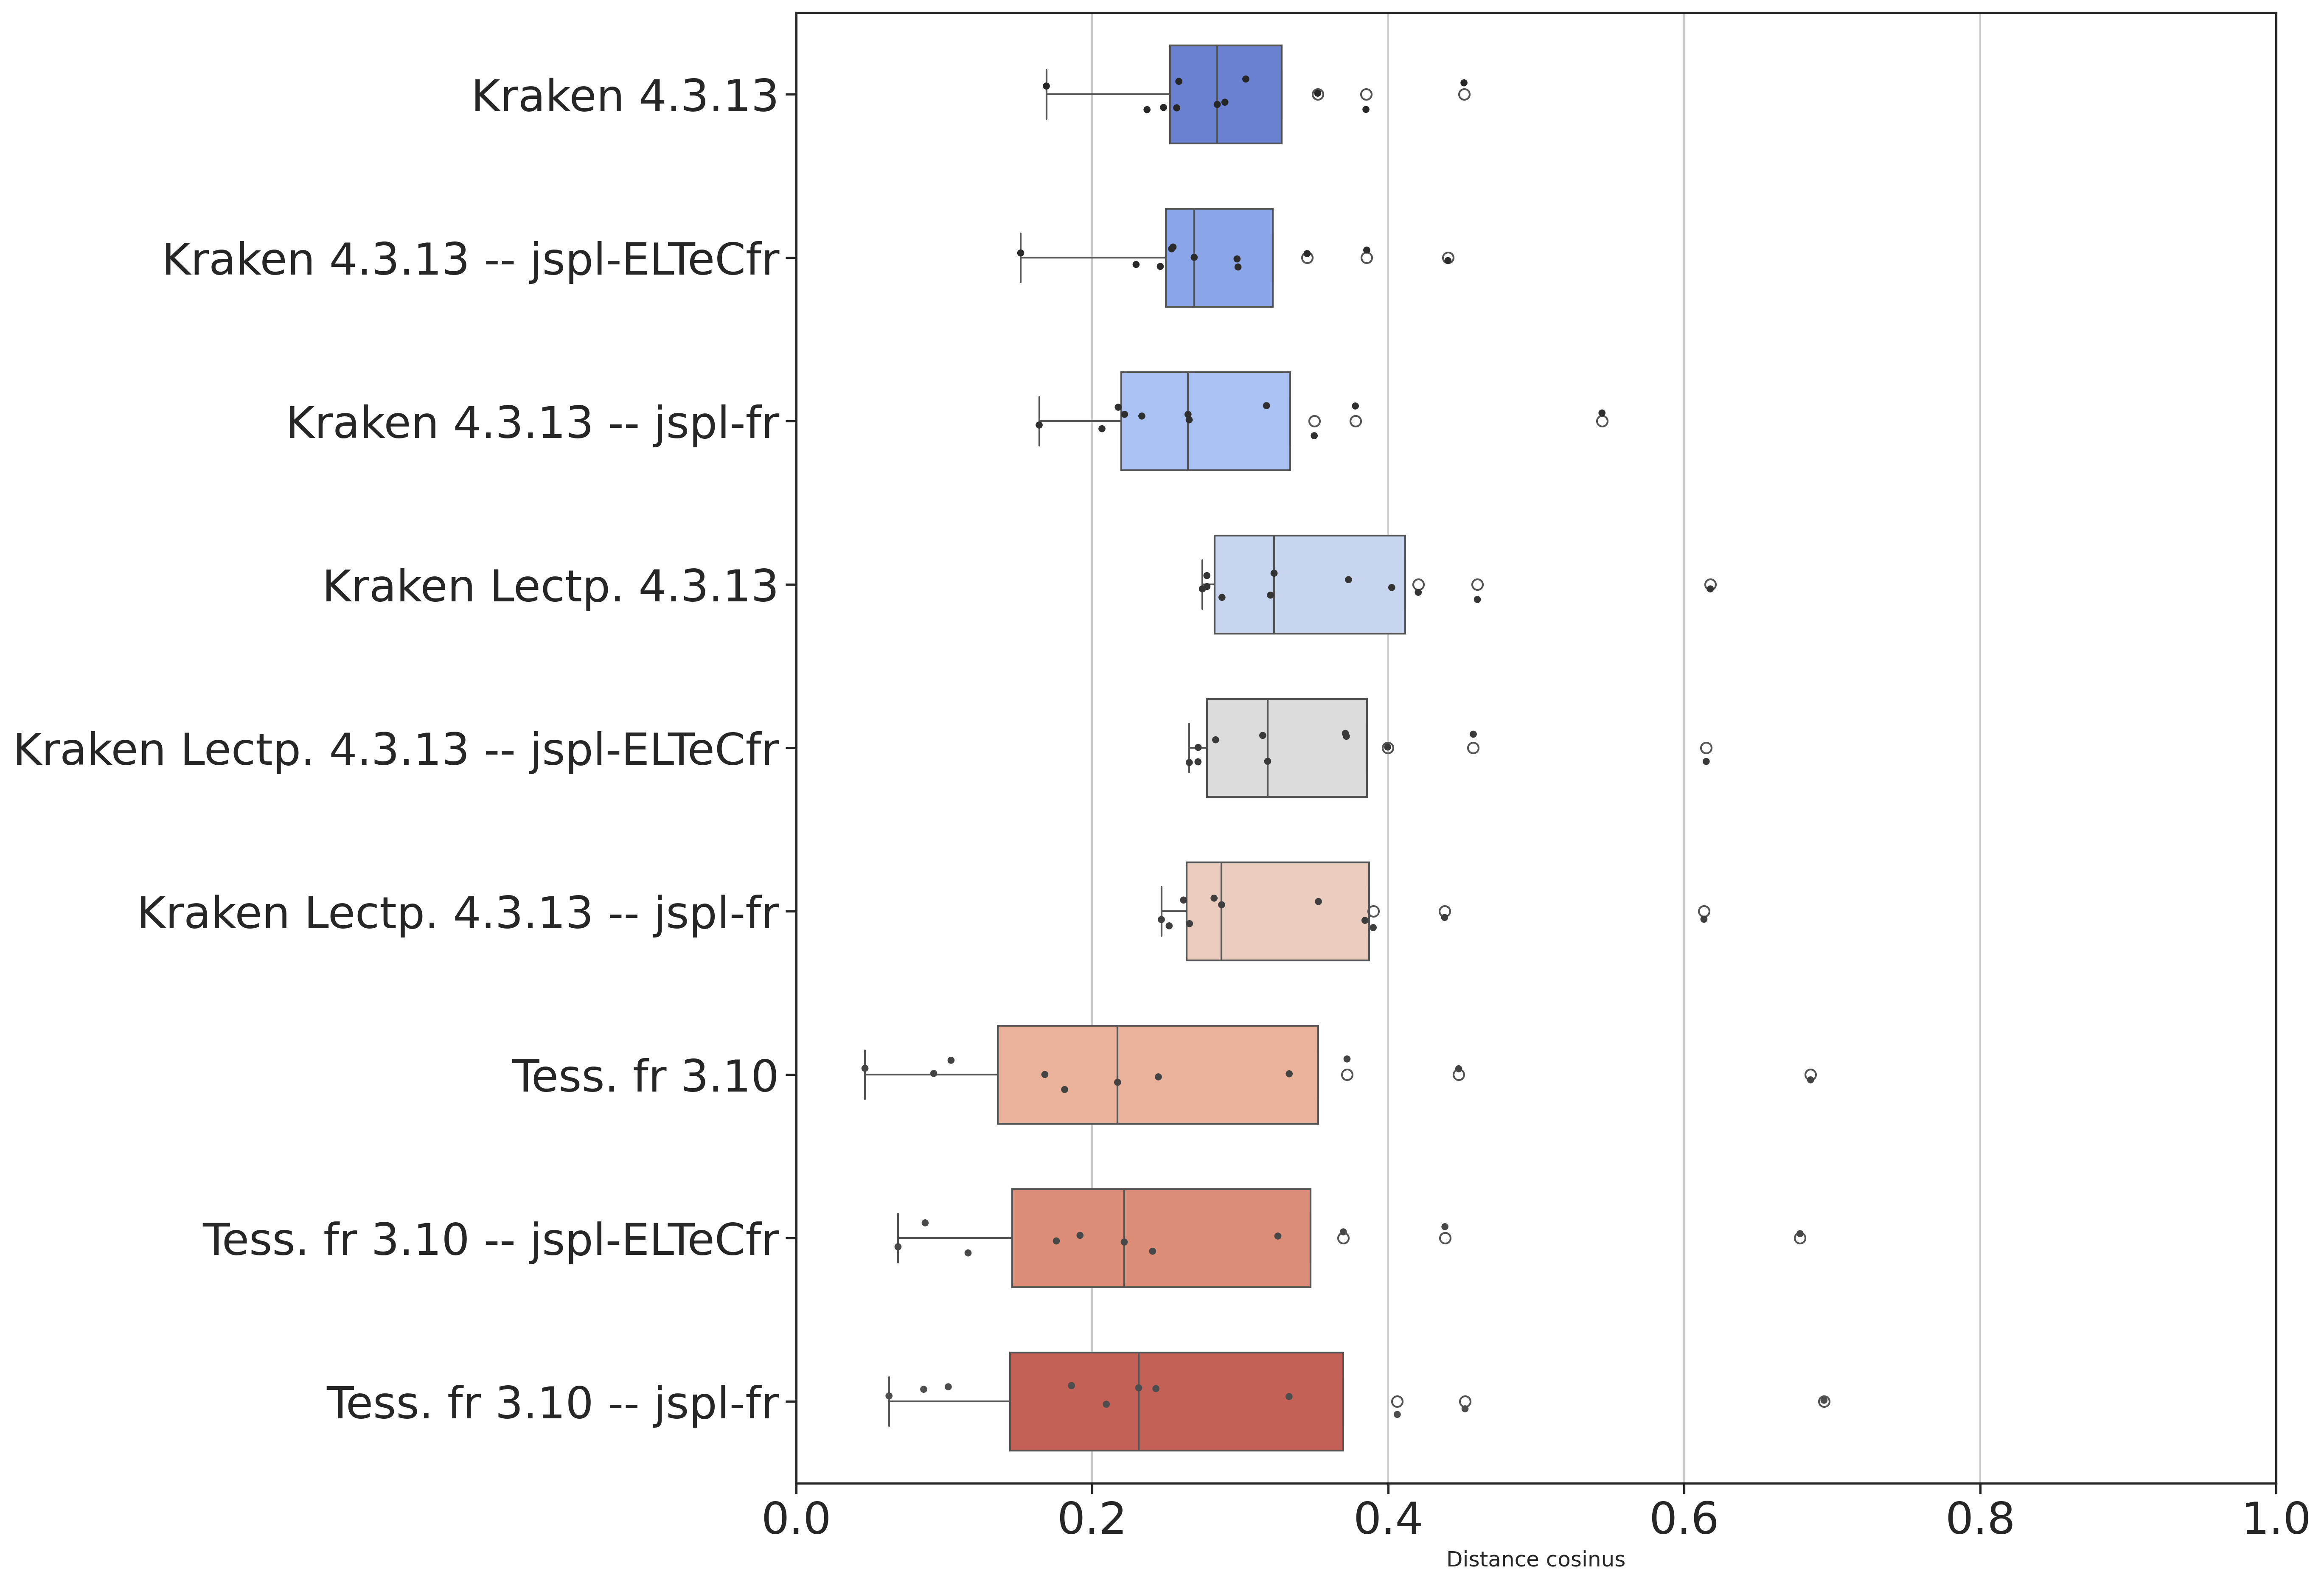 Kraken 4.3.13
Kraken 4.3.13 -- jspl-ELTeCfr
Kraken 4.3.13 -- jspl-fr
Kraken Lectp. 4.3.13
Kraken Lectp. 4.3.13 -- jspl-ELTeCfr
Kraken Lectp. 4.3.13 -- jspl-fr
Tess. fr 3.10
Tess. fr 3.10 -- jspl-ELTeCfr
Tess. fr 3.10 -- jspl-fr
0.0 0.2 0.4 0.6 0.8 1.0
Distance cosinus